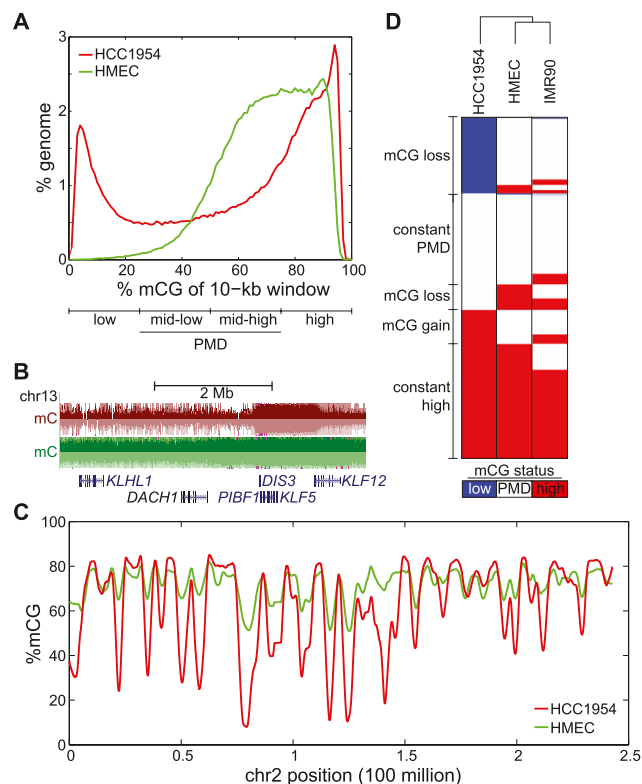 A
HCC1954
HMEC
% genome
3
2
1
0
0 20 40 60 80 100
% mCG of 10-kb window
low mid-low mid-high high
PMD
B
2 Mb
chr13
mC
mC
KLHL1 DIS3 KLF12
DACH1 PIBF1 KLF5
C
%mCG
100
80
60
40
20
0
HCC1954
HMEC
0 0.5 1 1.5 2 2.5
chr2 position (100 million)
D
HCC1954
HMEC
IMR90
mCG loss
constant
PMD
mCG loss
mCG gain
constant
high
mCG status
low PMD high